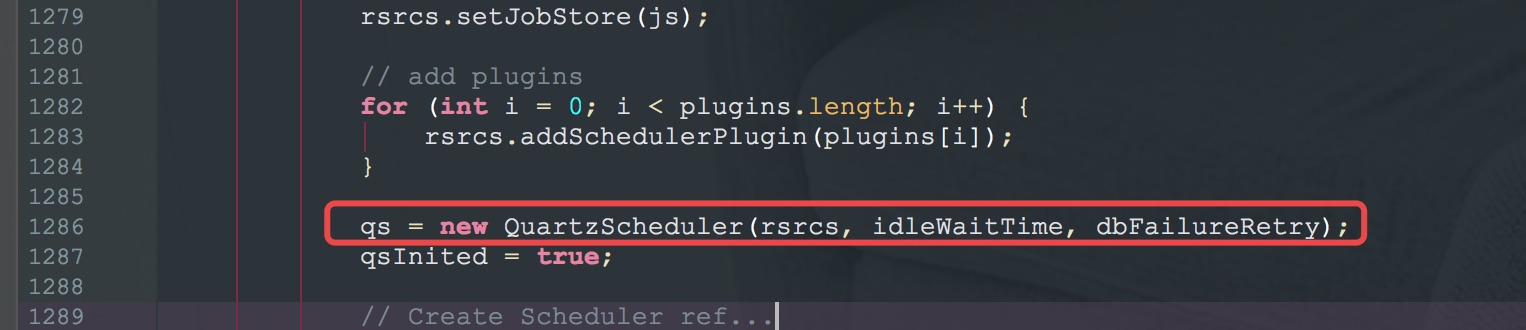 1279 rsrcs.setJobStore(js);
1280
1281 // add plugins
1282 for (int i = 0; i < plugins.length; i++) {
1283 rsrcs.addSchedulerPlugin(plugins[i]);
1284 }
1285
1286 qs = new QuartzScheduler(rsrcs, idleWaitTime, dbFailureRetry);
1287 qsInited = true;
1288
1289 // Create Scheduler ref...